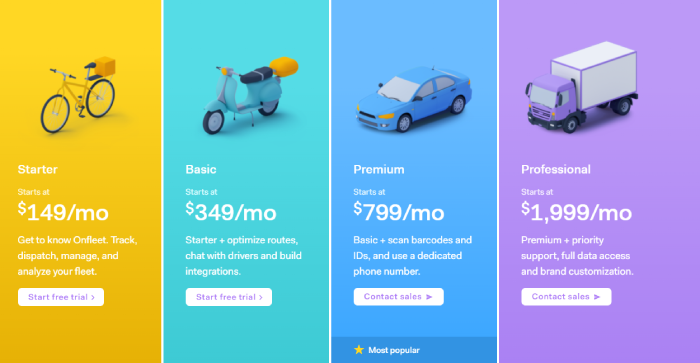 Starter
Starts at
$149/mo
Get to know Onfleet. Track,
dispatch, manage, and
analyze your fleet.
Start free trial >
Basic
Starts at
$349/mo
Starter + optimize routes,
chat with drivers and build
integrations.
Start free trial >
Premium
Starts at
$799/mo
Basic + scan barcodes and
IDs, and use a dedicated
phone number.
Contact sales ➤
Most popular
Professional
Starts at
$1,999/mo
Premium + priority
support, full data access
and brand customization.
Contact sales ➤